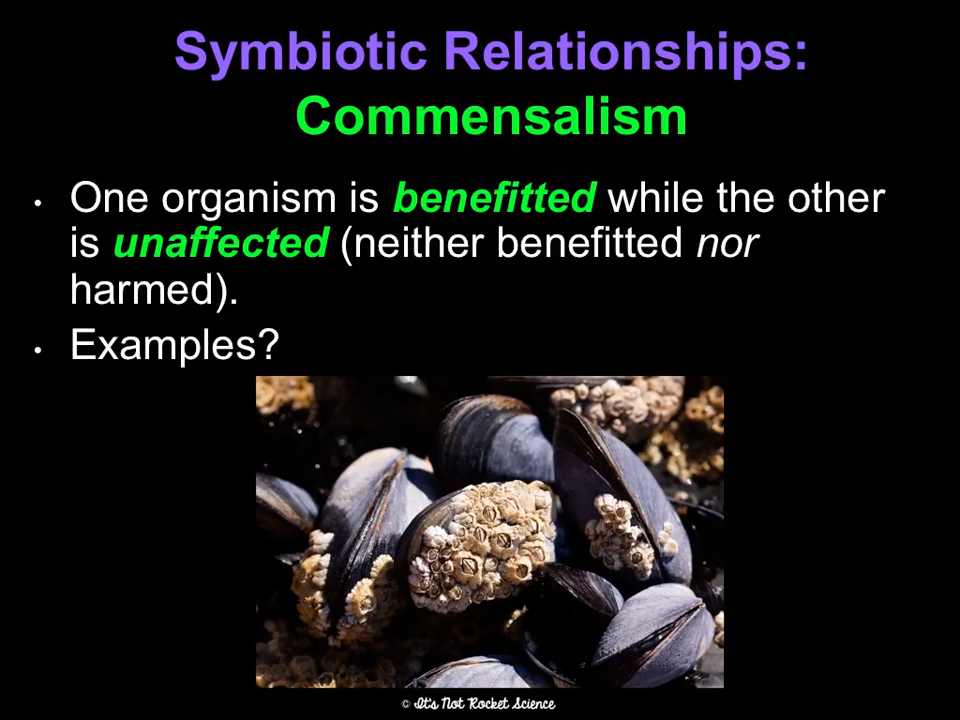 Symbiotic Relationships:
Commensalism
• One organism is benefitted while the other
is unaffected (neither benefitted nor
harmed).
• Examples?
© It's Not Rocket Science